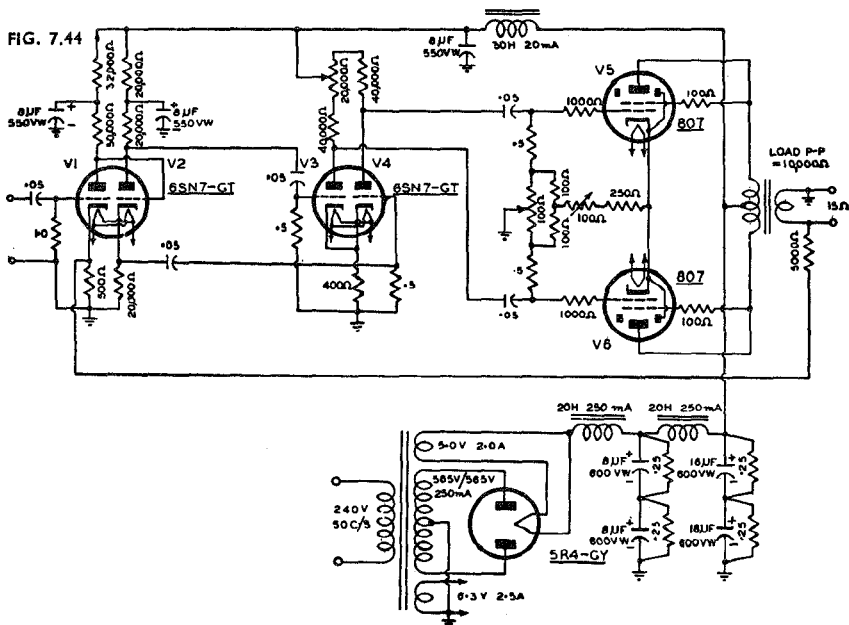 FIG. 7.44
8μF
550VW
30H 20mA
32,000Ω
20,000Ω
8μF
550VW
50,000Ω
20,000Ω
8μF
550VW
20,000Ω
40,000Ω
40,000Ω
V1
V2
6SN7-GT
·05
1·0
500Ω
20,000Ω
·05
·05
·5
V3
V4
6SN7-GT
400Ω
·5
·05
·05
·5
·5
100Ω
100Ω
100Ω
100Ω
250Ω
1000Ω
1000Ω
V5
807
100Ω
807
V6
100Ω
LOAD P-P
=10,000Ω
15Ω
5000Ω
240V
50C/S
5·0V 2·0A
565V/565V
250mA
6·3V 2·5A
5R4-GY
20H 250mA
20H 250mA
8μF
600VW
·25
16μF
600VW
·25
8μF
600VW
·25
16μF
600VW
·25